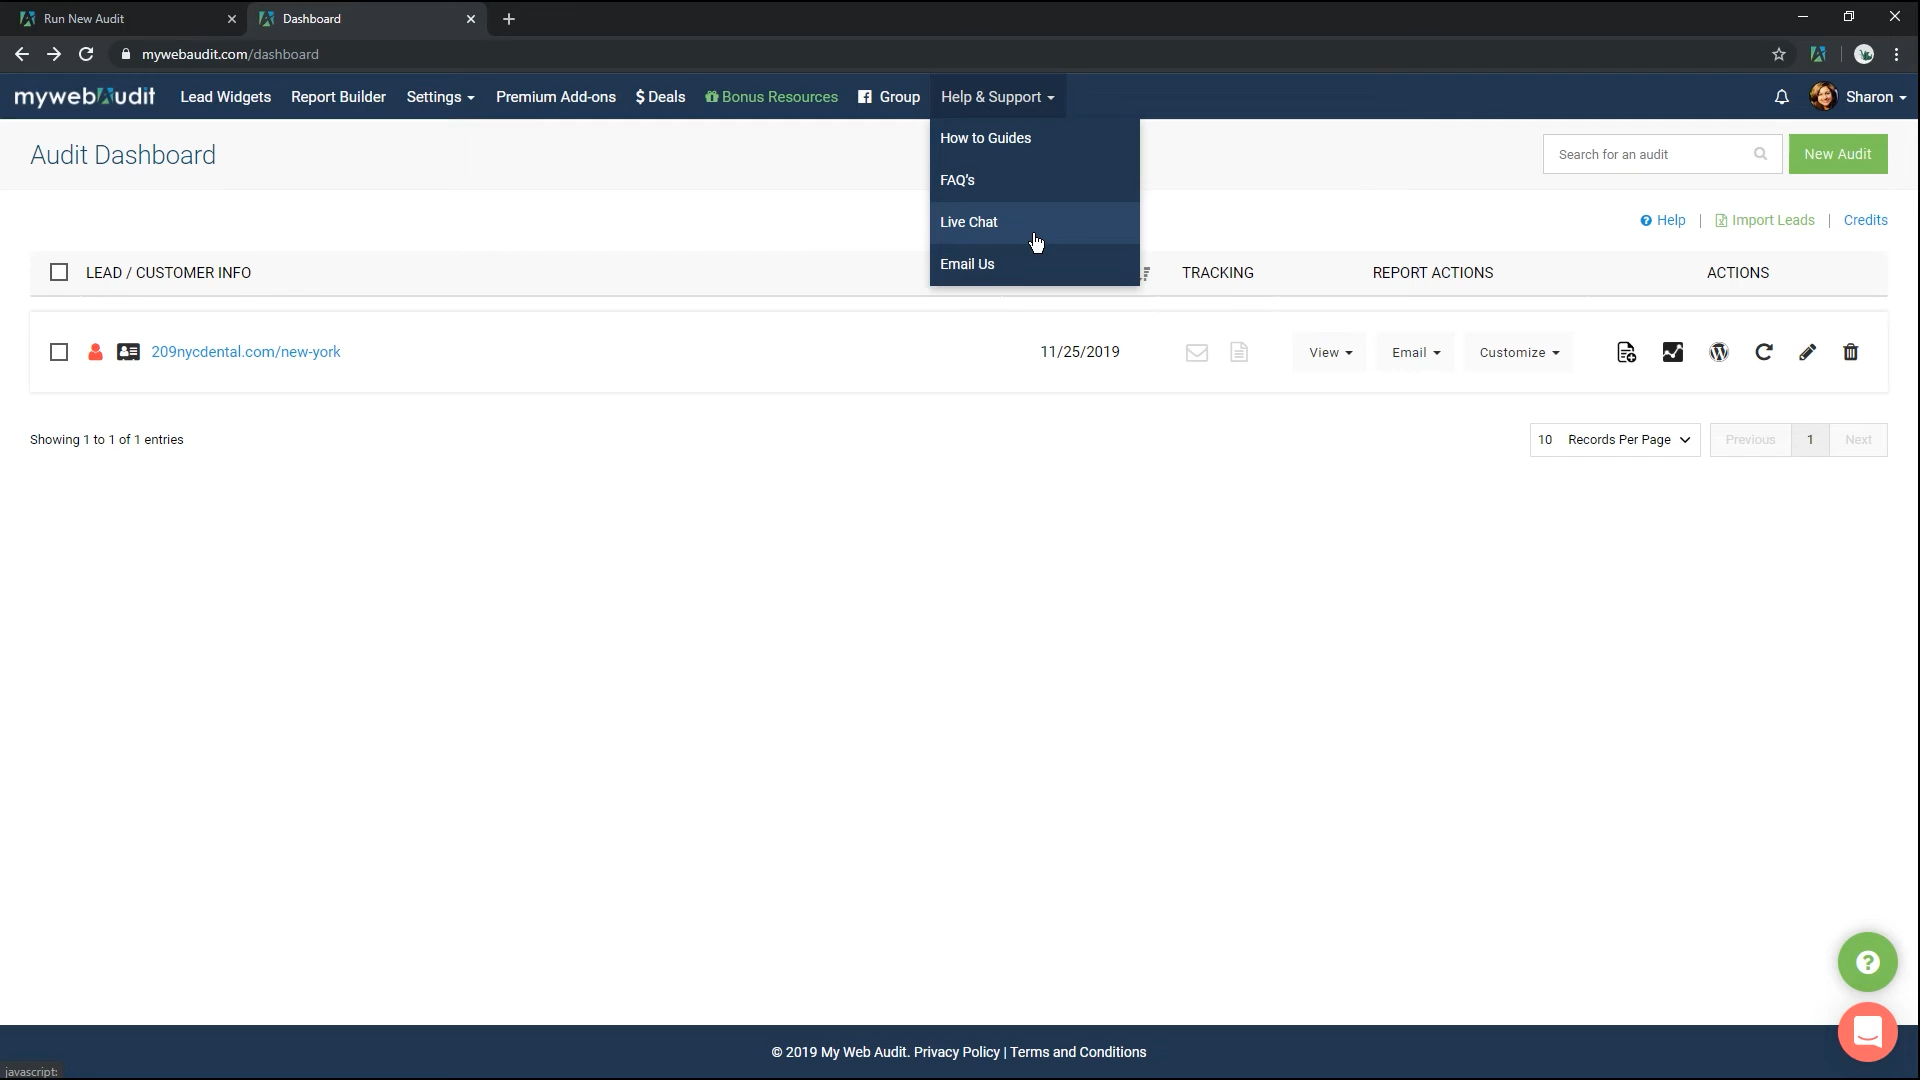 Run New Audit
Dashboard
mywebaudit.com/dashboard
mywebAudit Lead Widgets Report Builder Settings Premium Add-ons $ Deals Bonus Resources Group Help & Support Sharon
How to Guides
FAQ's
Live Chat
Email Us
Audit Dashboard
Search for an audit
New Audit
? Help | Import Leads | Credits
LEAD / CUSTOMER INFO TRACKING REPORT ACTIONS ACTIONS
209nycdental.com/new-york 11/25/2019 View Email Customize
Showing 1 to 1 of 1 entries 10 Records Per Page Previous 1 Next
?
© 2019 My Web Audit. Privacy Policy | Terms and Conditions
javascript: